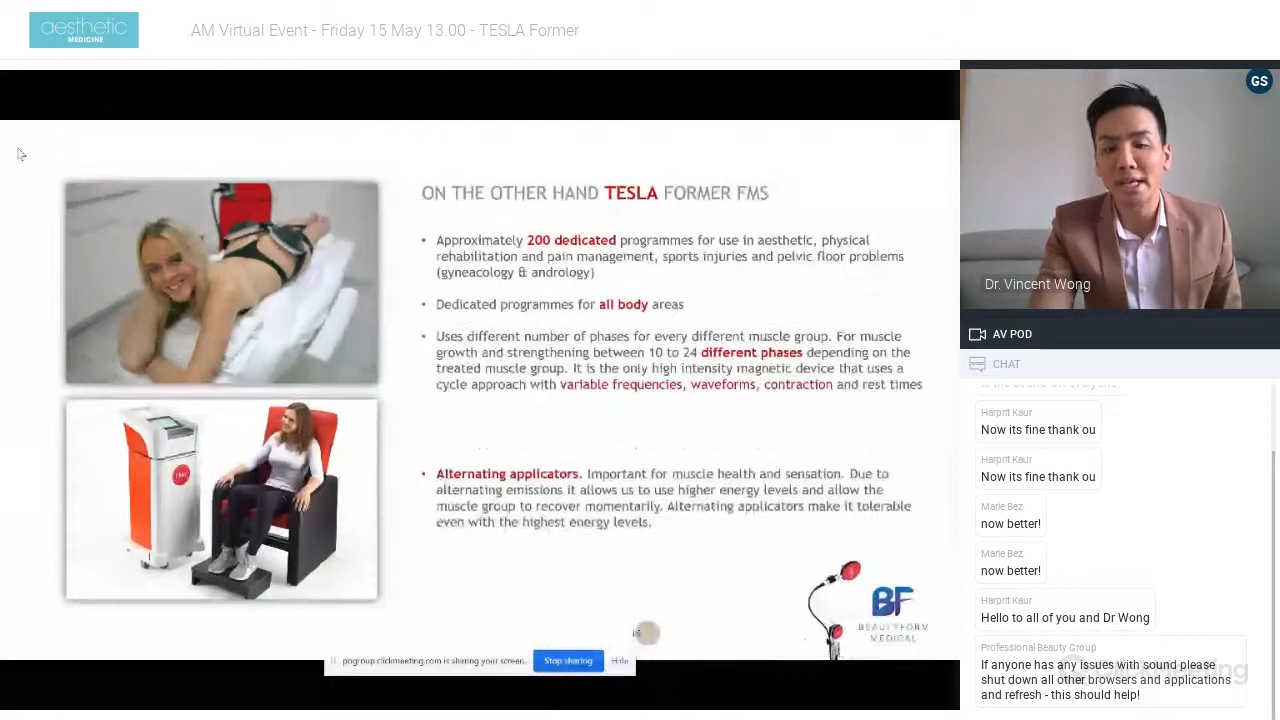 aesthetic
MEDICINE
AM Virtual Event - Friday 15 May 13.00 - TESLA Former
ON THE OTHER HAND TESLA FORMER FMS
• Approximately 200 dedicated programmes for use in aesthetic, physical
rehabilitation and pain management, sports injuries and pelvic floor problems
(gyneacology & andrology)
• Dedicated programmes for all body areas
• Uses different number of phases for every different muscle group. For muscle
growth and strengthening between 10 to 24 different phases depending on the
treated muscle group. It is the only high intensity magnetic device that uses a
cycle approach with variable frequencies, waveforms, contraction and rest times
• Alternating applicators. Important for muscle health and sensation. Due to
alternating emissions it allows us to use higher energy levels and allow the
muscle group to recover momentarily. Alternating applicators make it tolerable
even with the highest energy levels.
BF
BEAUTYFORM
MEDICAL
pbgroup.clickmeeting.com is sharing your screen.
Stop sharing
Hide
GS
Dr. Vincent Wong
AV POD
CHAT
is the sound OK everyone?
Harprit Kaur
Now its fine thank ou
Harprit Kaur
Now its fine thank ou
Marie Bez
now better!
Marie Bez
now better!
Harprit Kaur
Hello to all of you and Dr Wong
Professional Beauty Group
If anyone has any issues with sound please
shut down all other browsers and applications
and refresh - this should help!
ClickMeeting